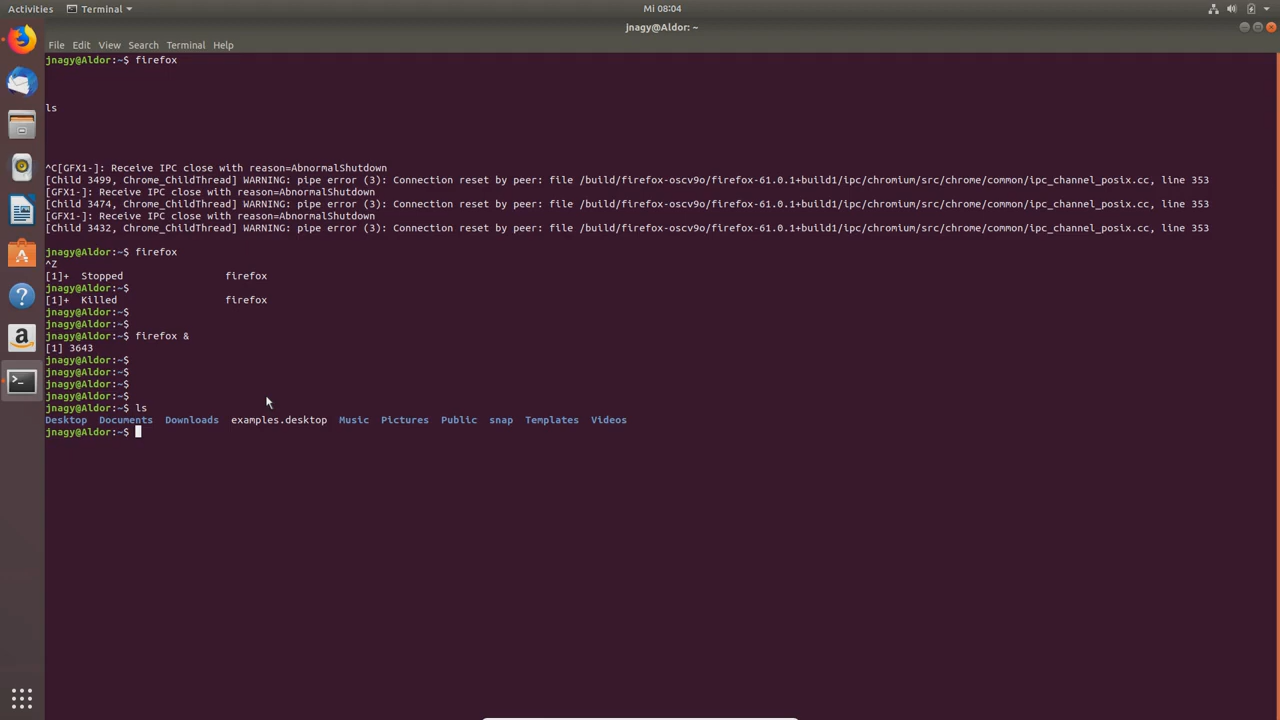 Activities Terminal Mi 08:04
jnagy@Aldor: ~
File Edit View Search Terminal Help
jnagy@Aldor:~$ firefox
ls
^C[GFX1-]: Receive IPC close with reason=AbnormalShutdown
[Child 3499, Chrome_ChildThread] WARNING: pipe error (3): Connection reset by peer: file /build/firefox-oscv9o/firefox-61.0.1+build1/ipc/chromium/src/chrome/common/ipc_channel_posix.cc, line 353
[GFX1-]: Receive IPC close with reason=AbnormalShutdown
[Child 3474, Chrome_ChildThread] WARNING: pipe error (3): Connection reset by peer: file /build/firefox-oscv9o/firefox-61.0.1+build1/ipc/chromium/src/chrome/common/ipc_channel_posix.cc, line 353
[GFX1-]: Receive IPC close with reason=AbnormalShutdown
[Child 3432, Chrome_ChildThread] WARNING: pipe error (3): Connection reset by peer: file /build/firefox-oscv9o/firefox-61.0.1+build1/ipc/chromium/src/chrome/common/ipc_channel_posix.cc, line 353
jnagy@Aldor:~$ firefox
^Z
[1]+  Stopped                 firefox
jnagy@Aldor:~$
[1]+  Killed                  firefox
jnagy@Aldor:~$
jnagy@Aldor:~$
jnagy@Aldor:~$ firefox &
[1] 3643
jnagy@Aldor:~$
jnagy@Aldor:~$
jnagy@Aldor:~$
jnagy@Aldor:~$
jnagy@Aldor:~$ ls
Desktop  Documents  Downloads  examples.desktop  Music  Pictures  Public  snap  Templates  Videos
jnagy@Aldor:~$